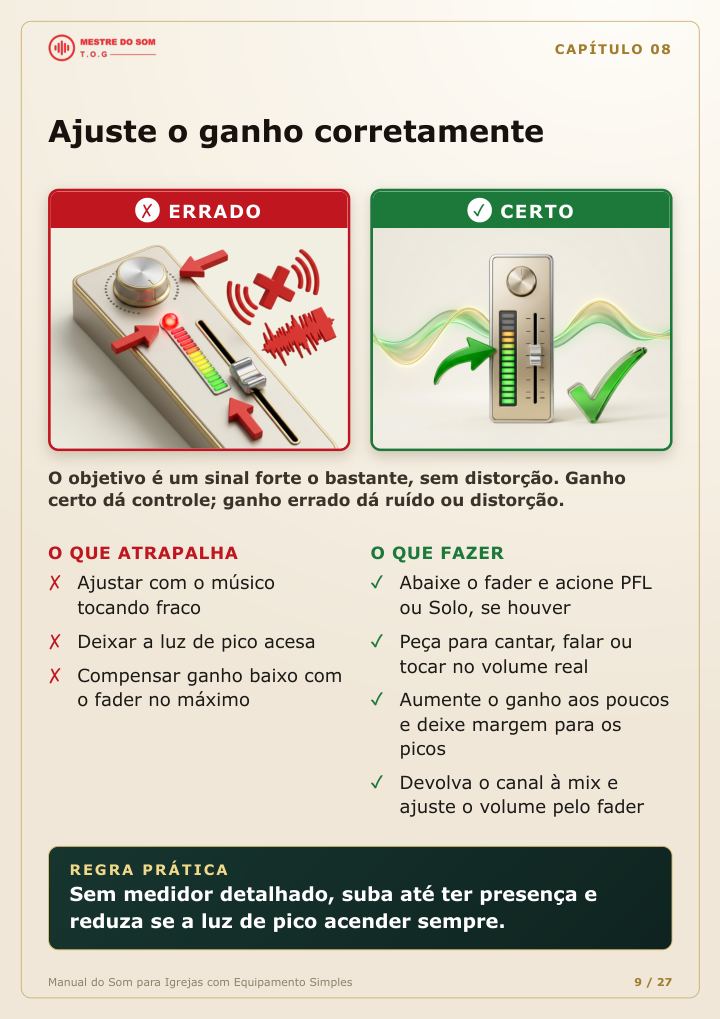 MESTRE DO SOM
T.O.G
CAPÍTULO 08
Ajuste o ganho corretamente
✗ ERRADO
✓ CERTO
O objetivo é um sinal forte o bastante, sem distorção. Ganho
certo dá controle; ganho errado dá ruído ou distorção.
O QUE ATRAPALHA
✗ Ajustar com o músico
tocando fraco
✗ Deixar a luz de pico acesa
✗ Compensar ganho baixo com
o fader no máximo
O QUE FAZER
✓ Abaixe o fader e acione PFL
ou Solo, se houver
✓ Peça para cantar, falar ou
tocar no volume real
✓ Aumente o ganho aos poucos
e deixe margem para os
picos
✓ Devolva o canal à mix e
ajuste o volume pelo fader
REGRA PRÁTICA
Sem medidor detalhado, suba até ter presença e
reduza se a luz de pico acender sempre.
Manual do Som para Igrejas com Equipamento Simples
9 / 27